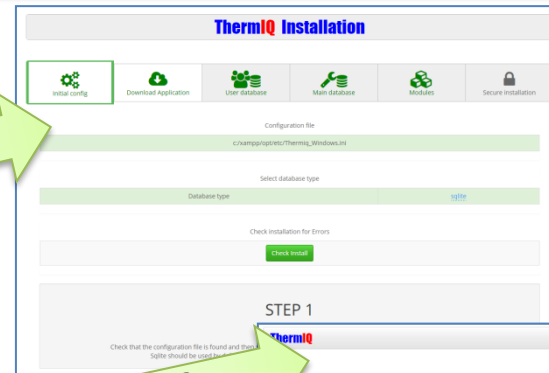 ThermIQ Installation
Initial config Download Application User database Main database Modules Secure installation
Configuration file
c:/xampp/opt/etc/Thermiq_Windows.ini
Select database type
Database type sqlite
Check installation for Errors
Check install
STEP 1
Check that the configuration file is found and then
Sqlite should be used by
ThermIQ